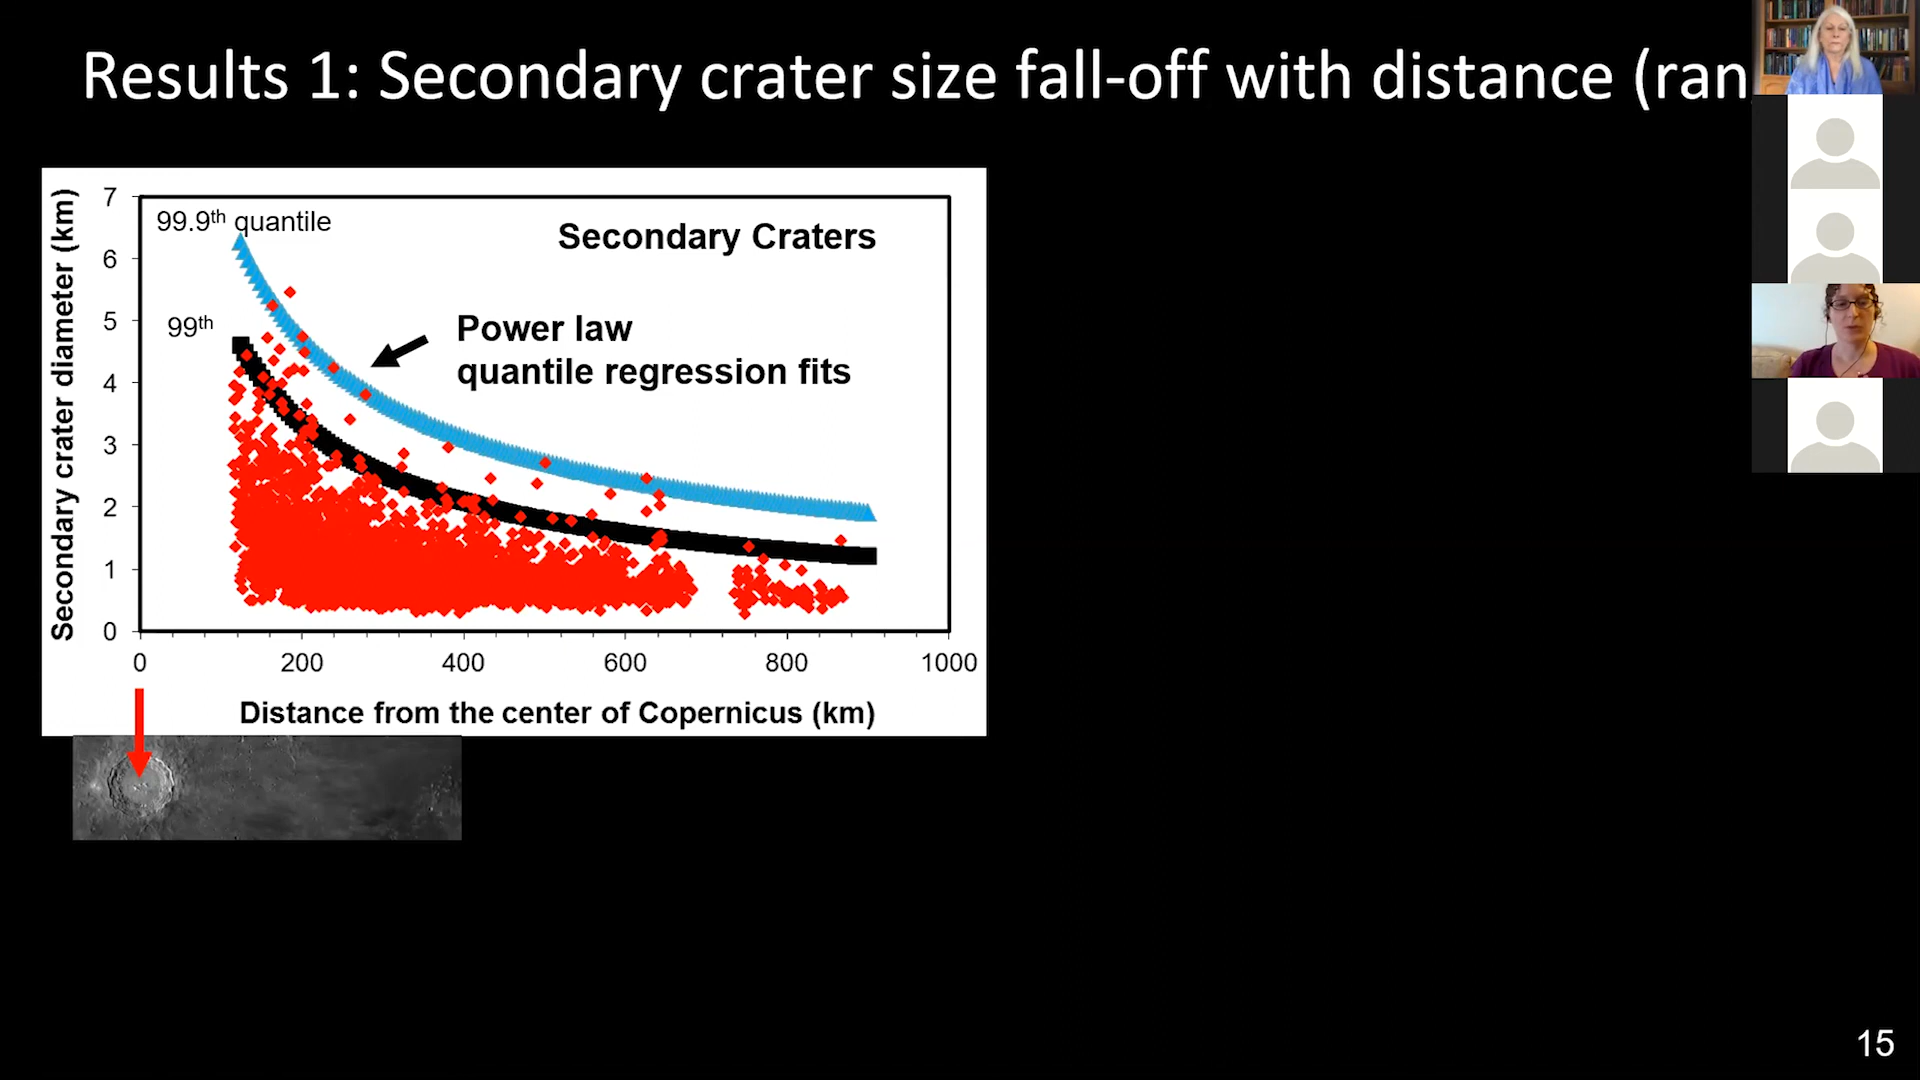 Results 1: Secondary crater size fall-off with distance (ran
Secondary crater diameter (km)
7
6
5
4
3
2
1
0
99.9th quantile
99th
Secondary Craters
Power law
quantile regression fits
0 200 400 600 800 1000
Distance from the center of Copernicus (km)
15